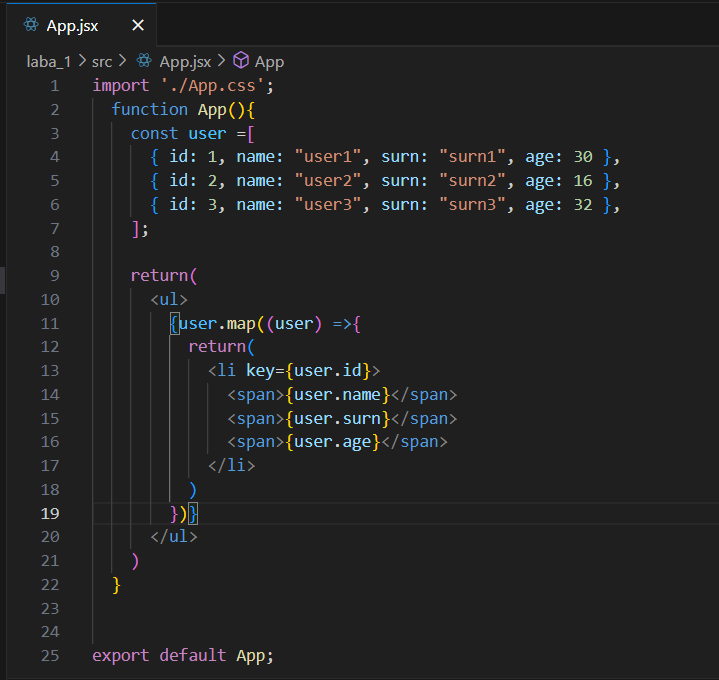 App.jsx ×
laba_1 > src > App.jsx > App
1 import './App.css';
2 function App(){
3 const user =[
4 { id: 1, name: "user1", surn: "surn1", age: 30 },
5 { id: 2, name: "user2", surn: "surn2", age: 16 },
6 { id: 3, name: "user3", surn: "surn3", age: 32 },
7 ];
8
9 return(
10 <ul>
11 {user.map((user) =>{
12 return(
13 <li key={user.id}>
14 <span>{user.name}</span>
15 <span>{user.surn}</span>
16 <span>{user.age}</span>
17 </li>
18 )
19 })}
20 </ul>
21 )
22 }
23
24
25 export default App;